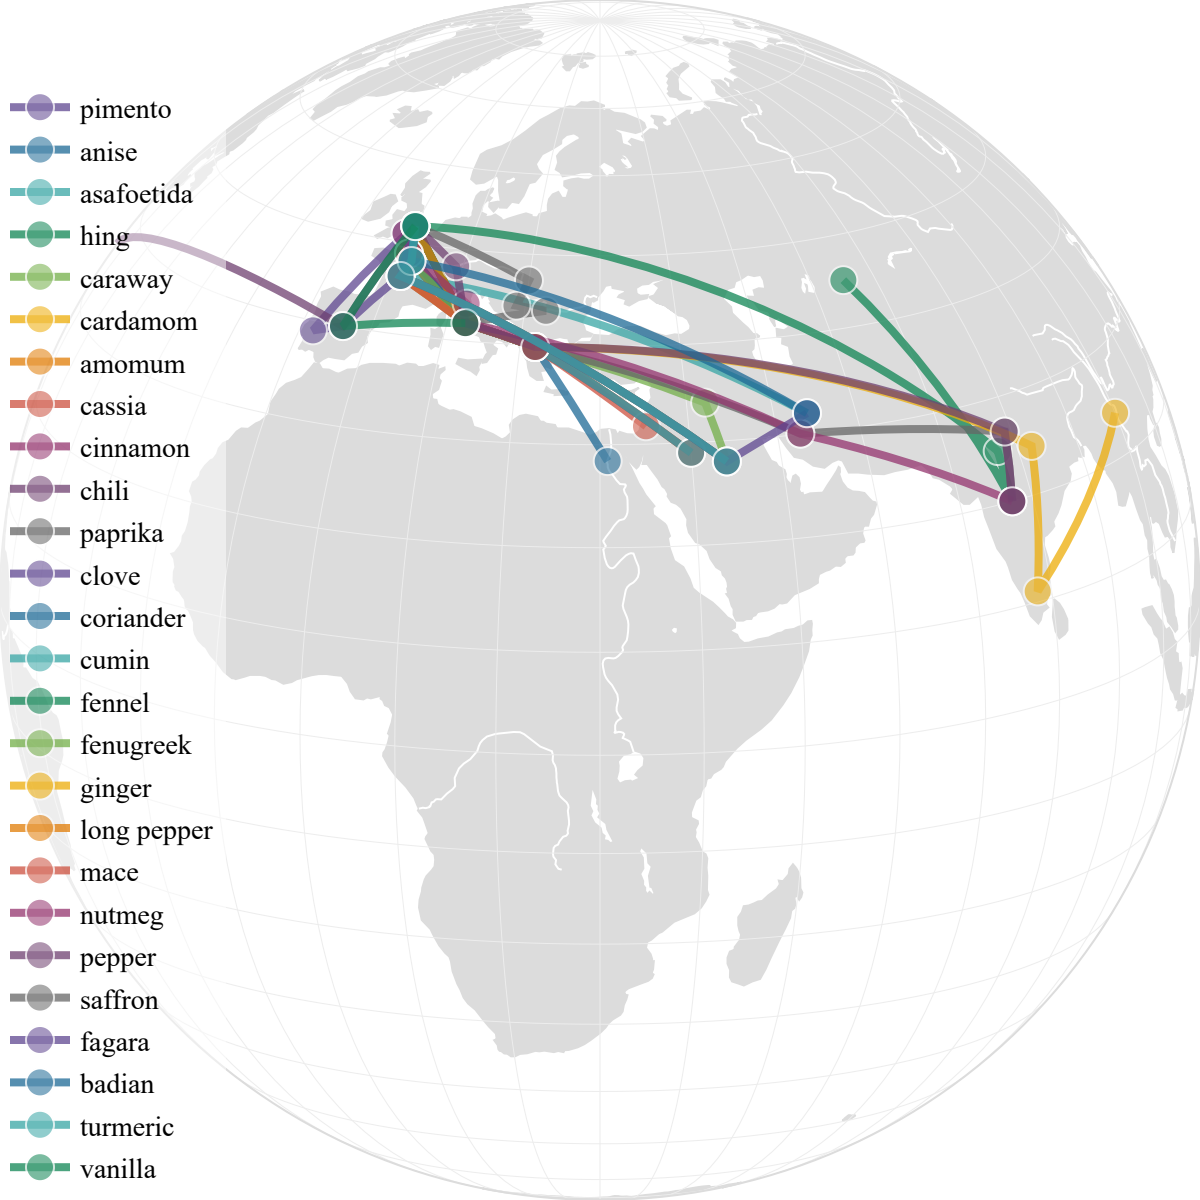 pimento
anise
asafoetida
hing
caraway
cardamom
amomum
cassia
cinnamon
chili
paprika
clove
coriander
cumin
fennel
fenugreek
ginger
long pepper
mace
nutmeg
pepper
saffron
fagara
badian
turmeric
vanilla